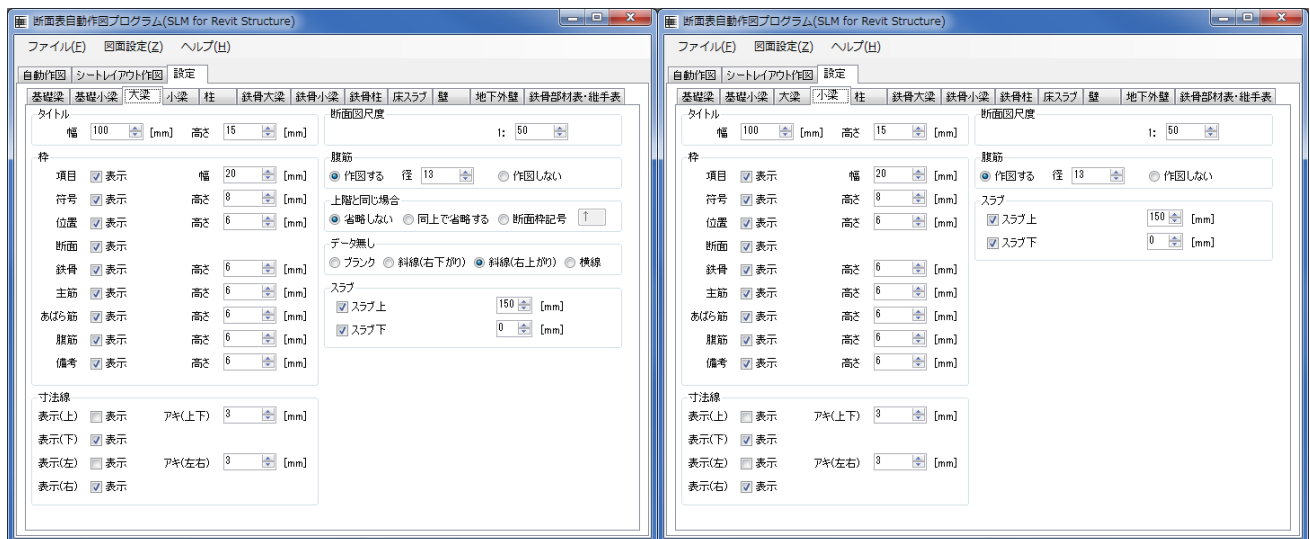 断面表自動作図プログラム(SLM for Revit Structure)
ファイル(F) 図面設定(Z) ヘルプ(H)
自動作図 シートレイアウト作図 設定
基礎梁 基礎小梁 大梁 小梁 柱 鉄骨大梁 鉄骨小梁 鉄骨柱 床スラブ 壁 地下外壁 鉄骨部材表・継手表
タイトル
幅 100 [mm] 高さ 15 [mm]
枠
項目 表示 幅 20 [mm]
符号 表示 高さ 8 [mm]
位置 表示 高さ 6 [mm]
断面 表示
鉄骨 表示 高さ 6 [mm]
主筋 表示 高さ 6 [mm]
あばら筋 表示 高さ 6 [mm]
腹筋 表示 高さ 6 [mm]
備考 表示 高さ 6 [mm]
寸法線
表示(上) 表示 アキ(上下) 3 [mm]
表示(下) 表示
表示(左) 表示 アキ(左右) 3 [mm]
表示(右) 表示
断面図尺度
1: 50
腹筋
作図する 径 13 作図しない
上階と同じ場合
省略しない 同上で省略する 断面枠記号 ↑
データ無し
ブランク 斜線(右下がり) 斜線(右上がり) 横線
スラブ
スラブ上 150 [mm]
スラブ下 0 [mm]
断面表自動作図プログラム(SLM for Revit Structure)
ファイル(F) 図面設定(Z) ヘルプ(H)
自動作図 シートレイアウト作図 設定
基礎梁 基礎小梁 大梁 小梁 柱 鉄骨大梁 鉄骨小梁 鉄骨柱 床スラブ 壁 地下外壁 鉄骨部材表・継手表
タイトル
幅 100 [mm] 高さ 15 [mm]
枠
項目 表示 幅 20 [mm]
符号 表示 高さ 8 [mm]
位置 表示 高さ 6 [mm]
断面 表示
鉄骨 表示 高さ 6 [mm]
主筋 表示 高さ 6 [mm]
あばら筋 表示 高さ 6 [mm]
腹筋 表示 高さ 6 [mm]
備考 表示 高さ 6 [mm]
寸法線
表示(上) 表示 アキ(上下) 3 [mm]
表示(下) 表示
表示(左) 表示 アキ(左右) 3 [mm]
表示(右) 表示
断面図尺度
1: 50
腹筋
作図する 径 13 作図しない
スラブ
スラブ上 150 [mm]
スラブ下 0 [mm]